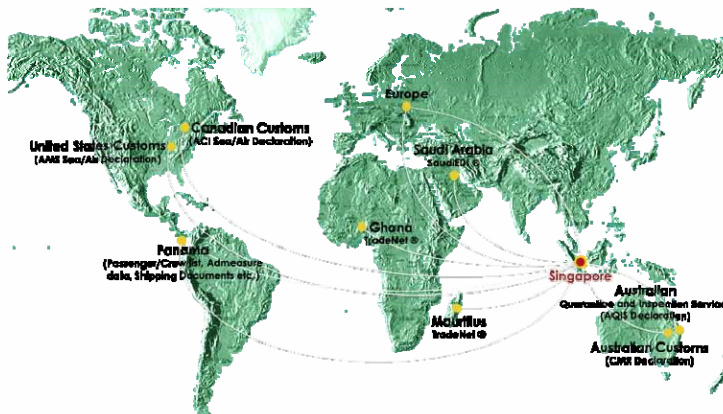 Europe
Canadian Customs
(ACI Sea/Air Declaration)
United States Customs
(AMS Sea/Air Declaration)
Saudi Arabia
SaudiEDI ®
Ghana
TradeNet ®
Panama
(Passenger/Crewlist, Admeasure
data, Shipping Documents etc.)
Singapore
Australian
Quarantine and Inspection Service
(AQIS Declaration)
Mauritius
TradeNet ®
Australian Customs
(CMR Declaration)